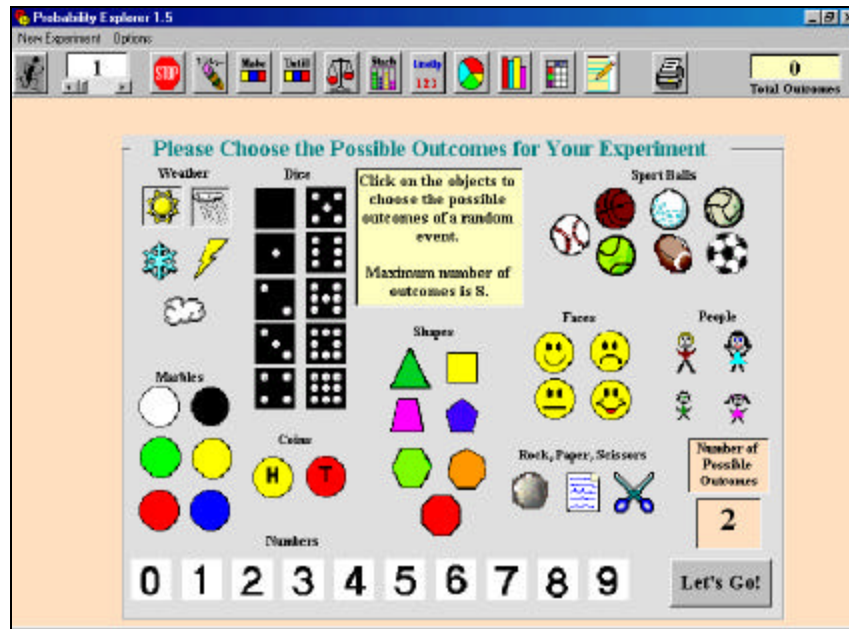 Probability Explorer 1.5
New Experiment Options
1
STOP
Make
Until
Stack
LineUp
1 2 3
0
Total Outcomes
Please Choose the Possible Outcomes for Your Experiment
Weather
Dice
Click on the objects to
choose the possible
outcomes of a random
event.
Maximum number of
outcomes is 8.
Sport Balls
Shapes
Faces
People
Marbles
Coins
H
T
Rock, Paper, Scissors
Number of
Possible
Outcomes
2
Numbers
0 1 2 3 4 5 6 7 8 9
Let's Go!